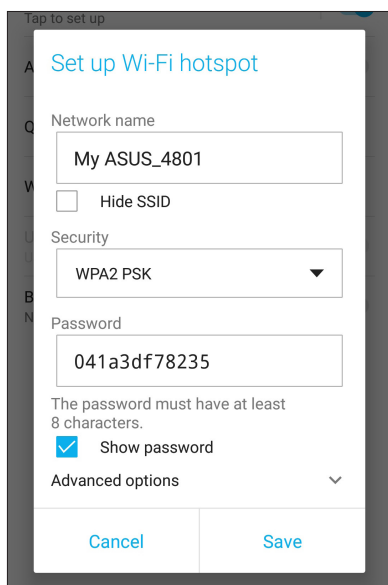 Tap to set up
Set up Wi-Fi hotspot
Network name
My ASUS_4801
Hide SSID
Security
WPA2 PSK
Password
041a3df78235
The password must have at least
8 characters.
Show password
Advanced options
Cancel
Save